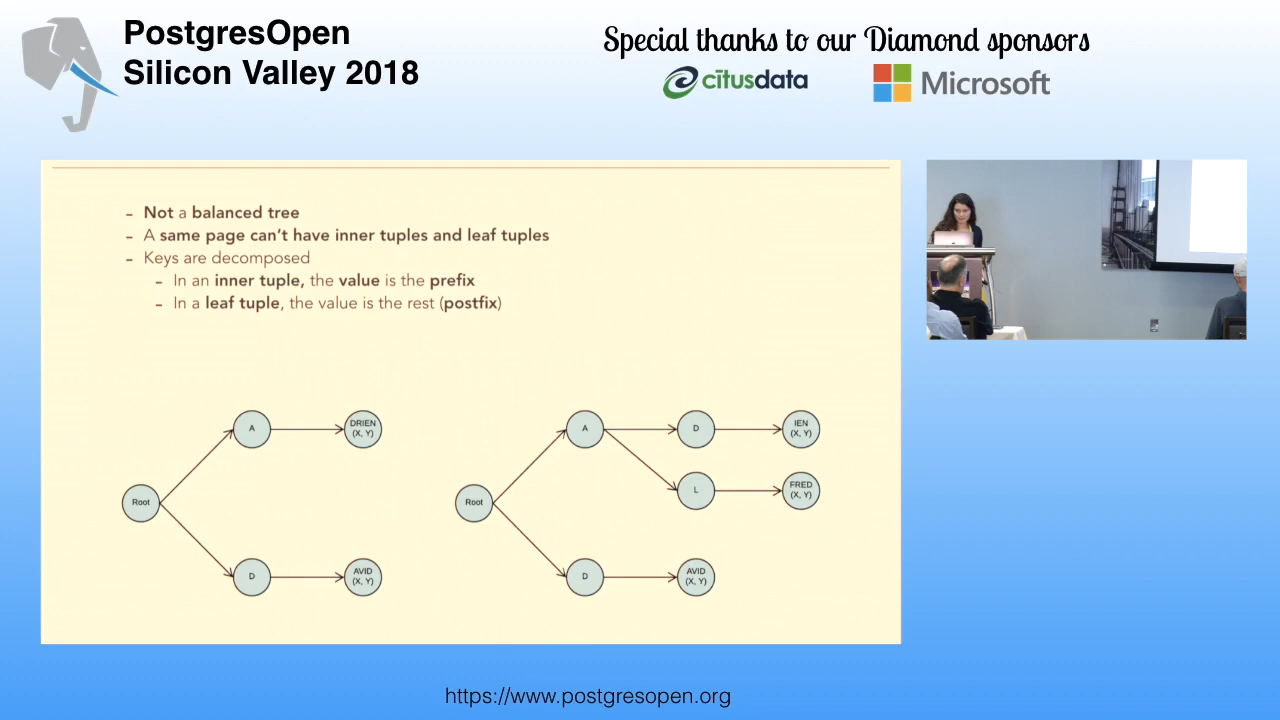 PostgresOpen
Silicon Valley 2018
Special thanks to our Diamond sponsors
citusdata
Microsoft
- Not a balanced tree
- A same page can't have inner tuples and leaf tuples
- Keys are decomposed
- In an inner tuple, the value is the prefix
- In a leaf tuple, the value is the rest (postfix)
Root
A
DRIEN
(X, Y)
D
AVID
(X, Y)
Root
A
D
IEN
(X, Y)
L
FRED
(X, Y)
D
AVID
(X, Y)
https://www.postgresopen.org